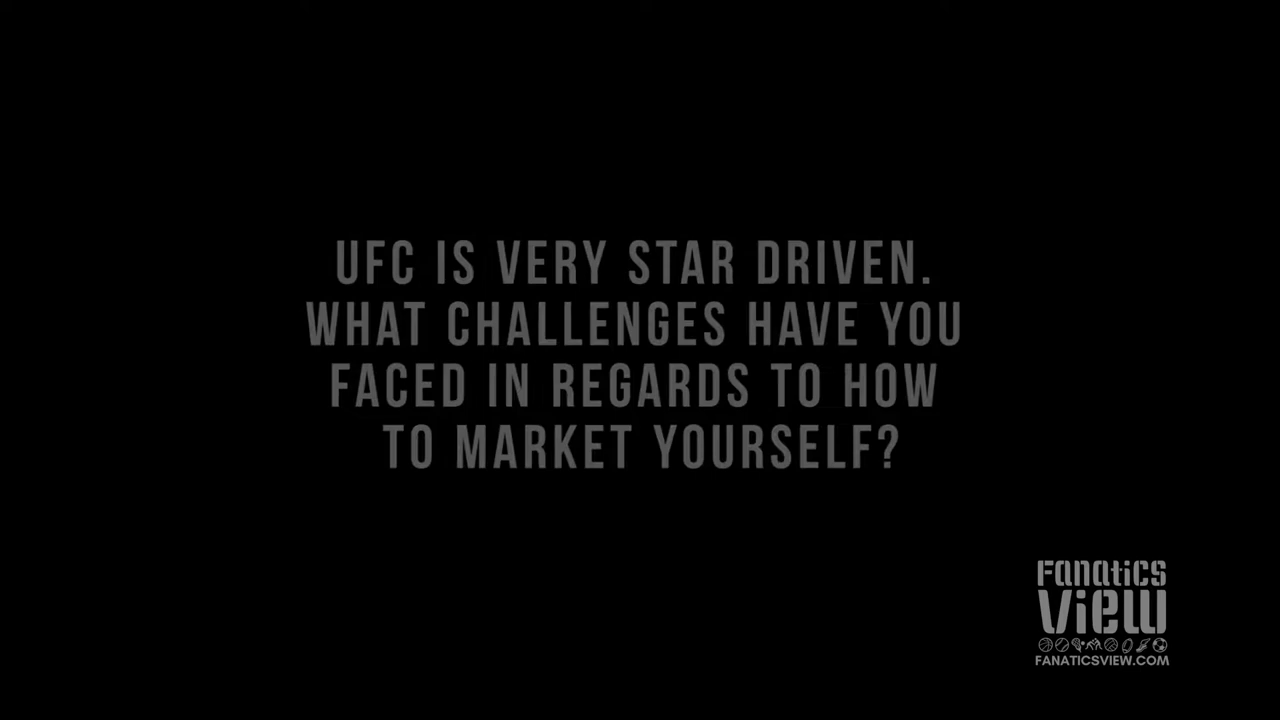 UFC IS VERY STAR DRIVEN.
WHAT CHALLENGES HAVE YOU
FACED IN REGARDS TO HOW
TO MARKET YOURSELF?
FANATICS
VIEW
FANATICSVIEW.COM